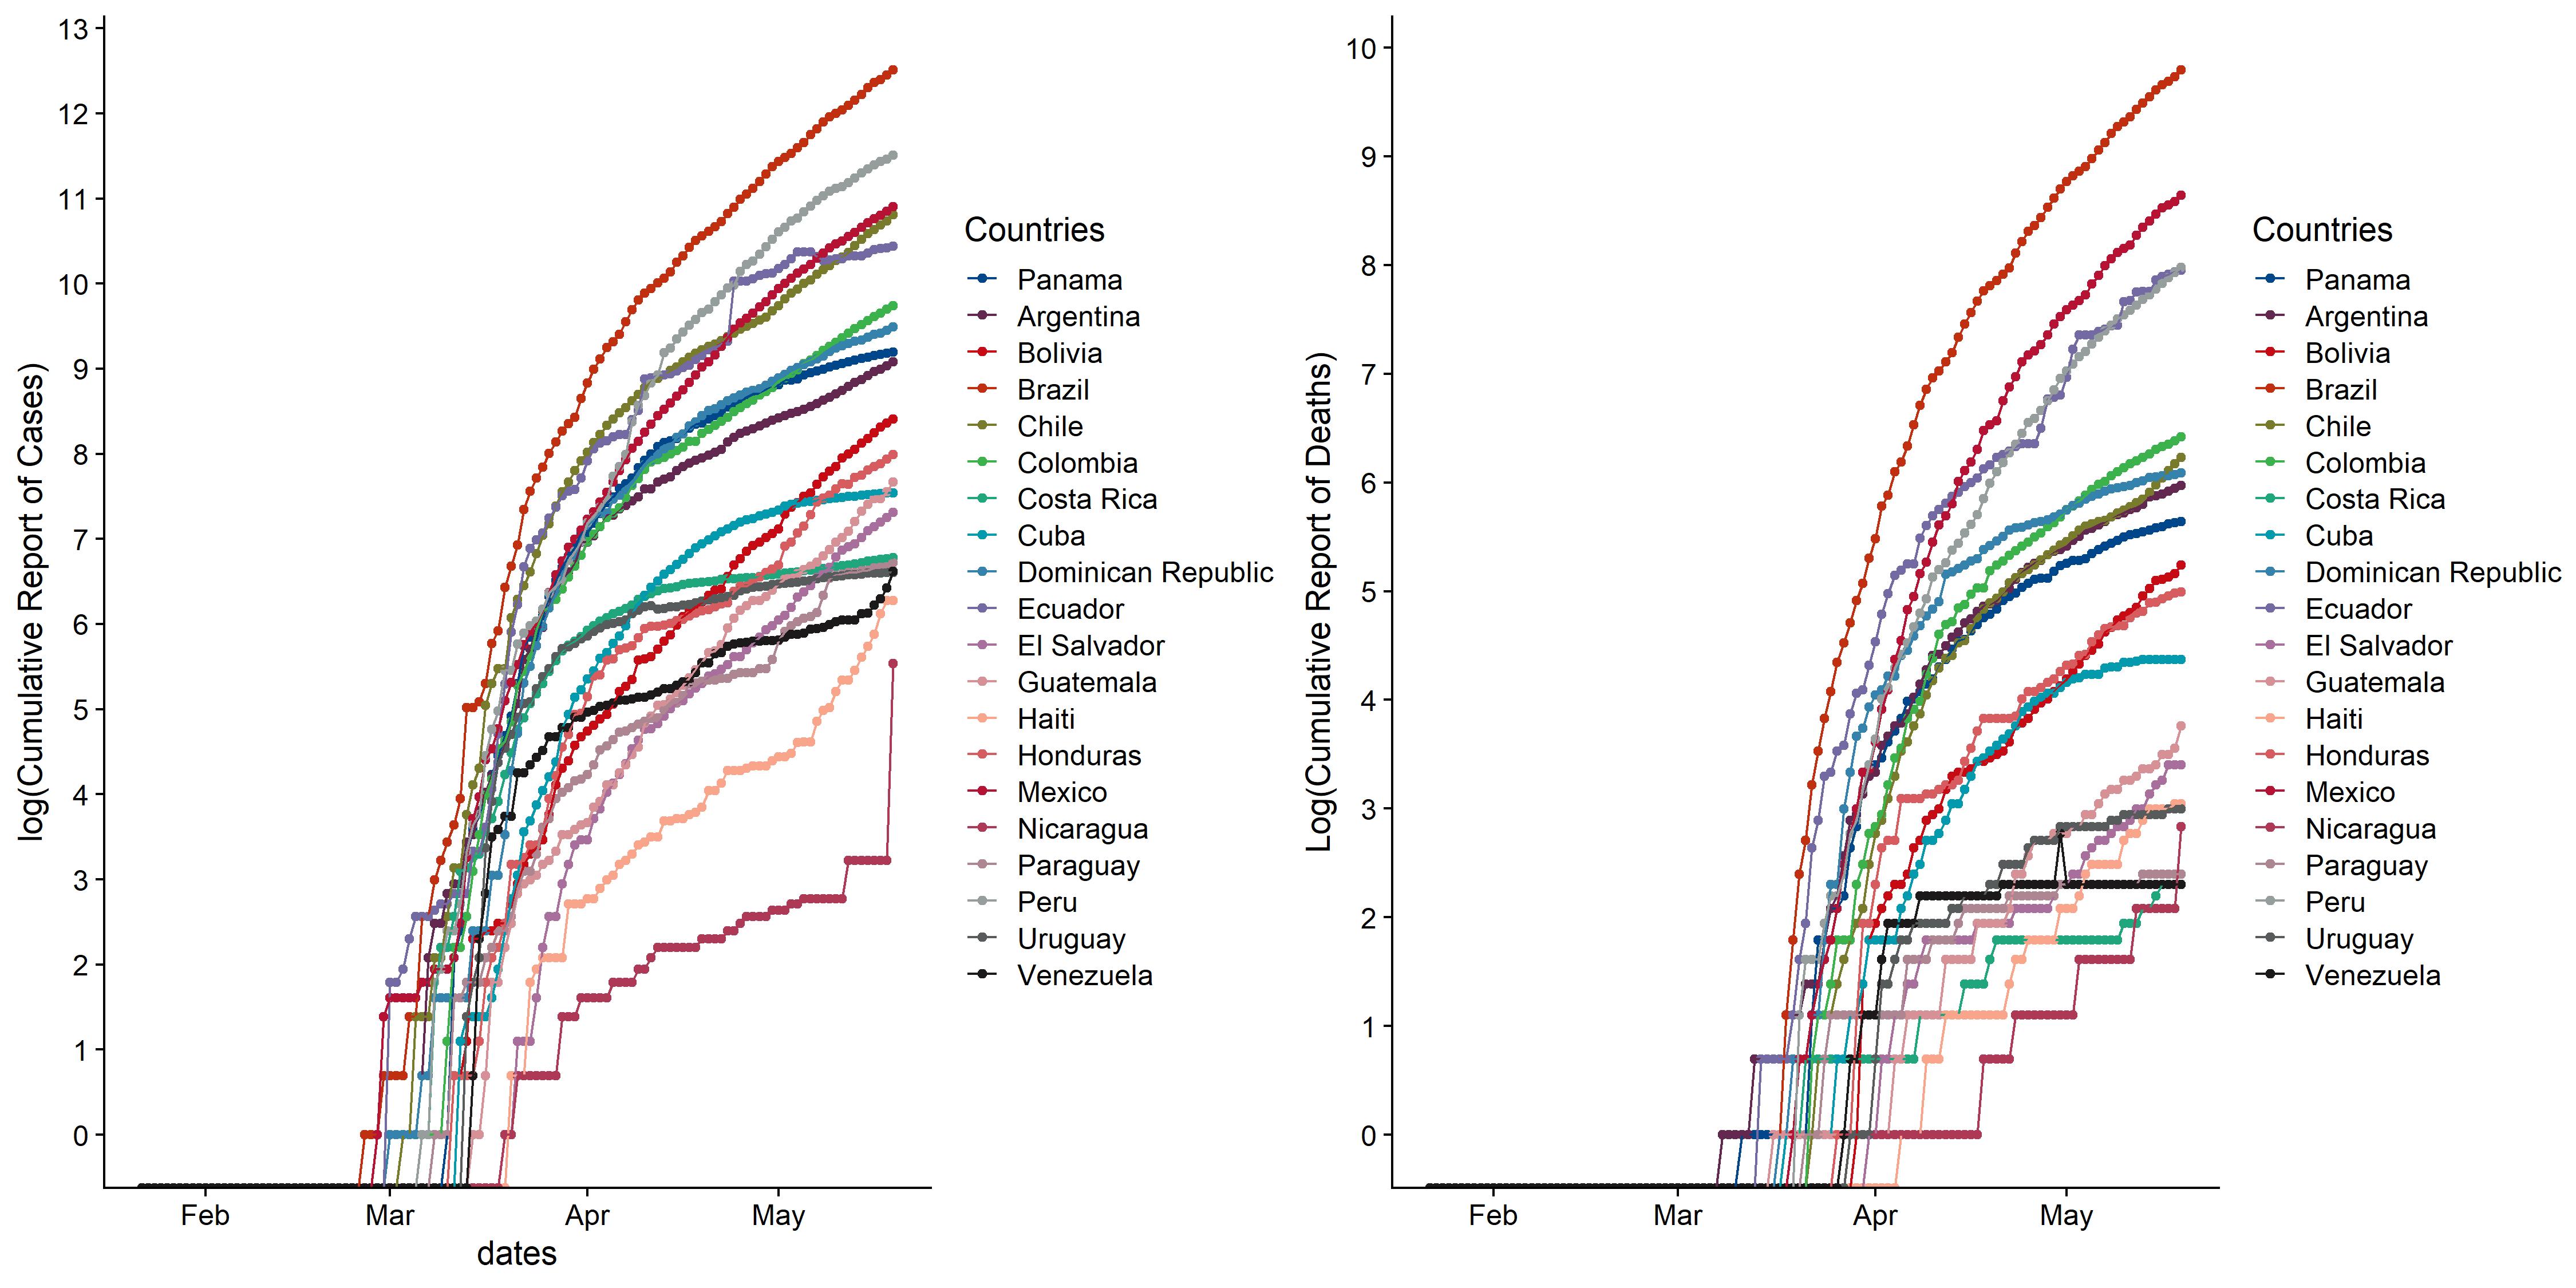 13
12
11
10
9
8
7
6
5
4
3
2
1
0
log(Cumulative Report of Cases)
Feb
Mar
Apr
May
dates
Countries
Panama
Argentina
Bolivia
Brazil
Chile
Colombia
Costa Rica
Cuba
Dominican Republic
Ecuador
El Salvador
Guatemala
Haiti
Honduras
Mexico
Nicaragua
Paraguay
Peru
Uruguay
Venezuela
10
9
8
7
6
5
4
3
2
1
0
Log(Cumulative Report of Deaths)
Feb
Mar
Apr
May
Countries
Panama
Argentina
Bolivia
Brazil
Chile
Colombia
Costa Rica
Cuba
Dominican Republic
Ecuador
El Salvador
Guatemala
Haiti
Honduras
Mexico
Nicaragua
Paraguay
Peru
Uruguay
Venezuela